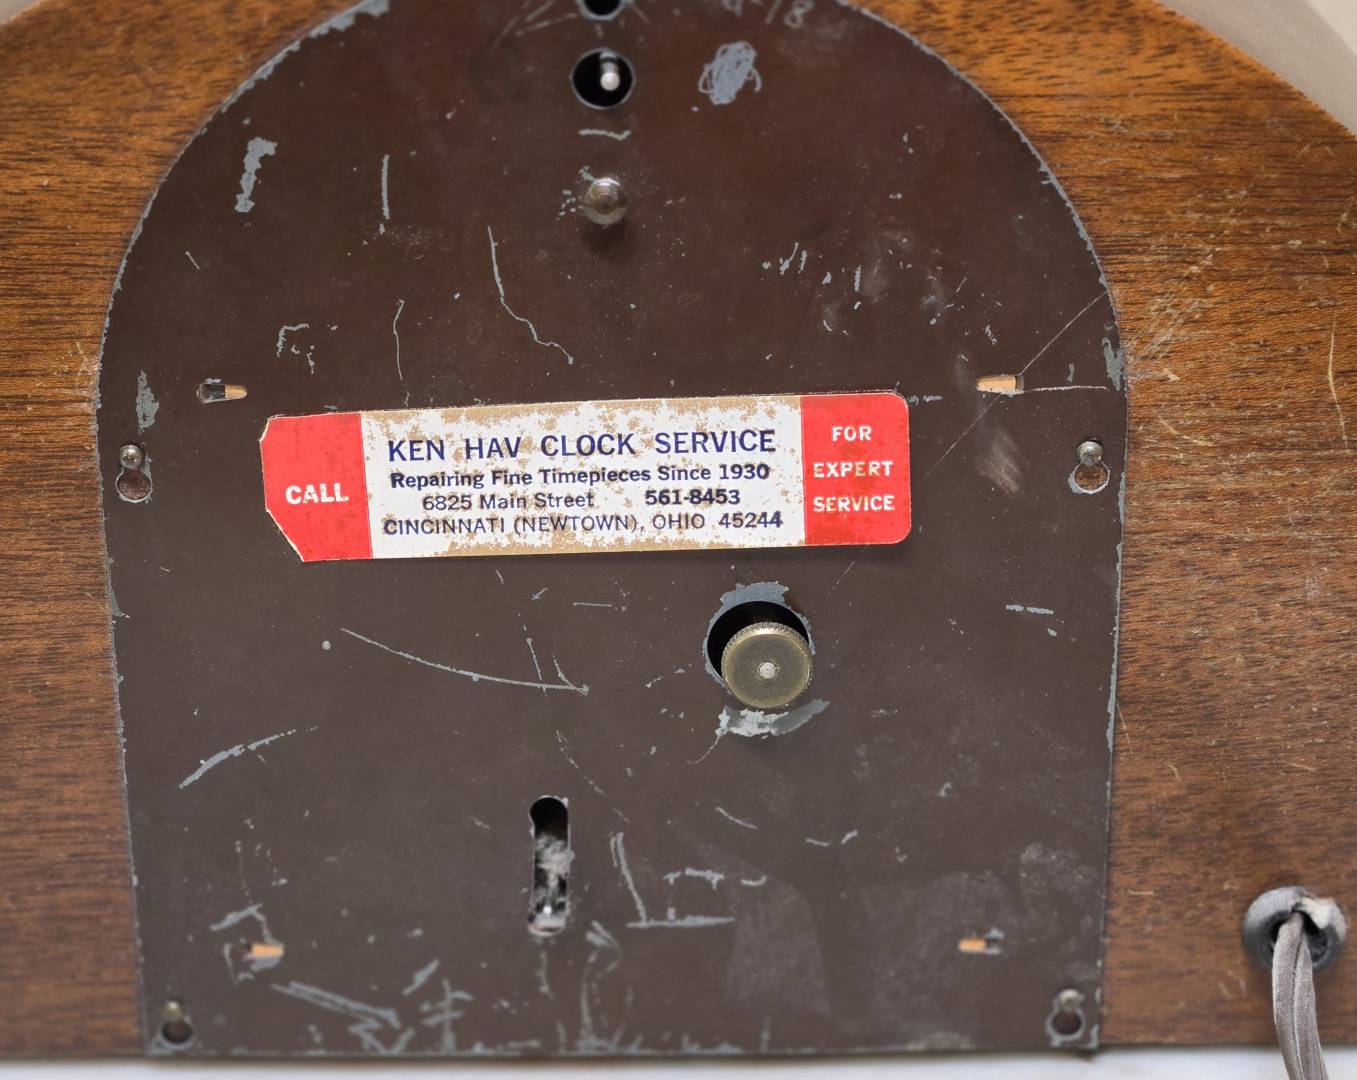 CALL
KEN HAV CLOCK SERVICE
Repairing Fine Timepieces Since 1930
6825 Main Street 561-8453
CINCINNATI (NEWTOWN), OHIO 45244
FOR
EXPERT
SERVICE